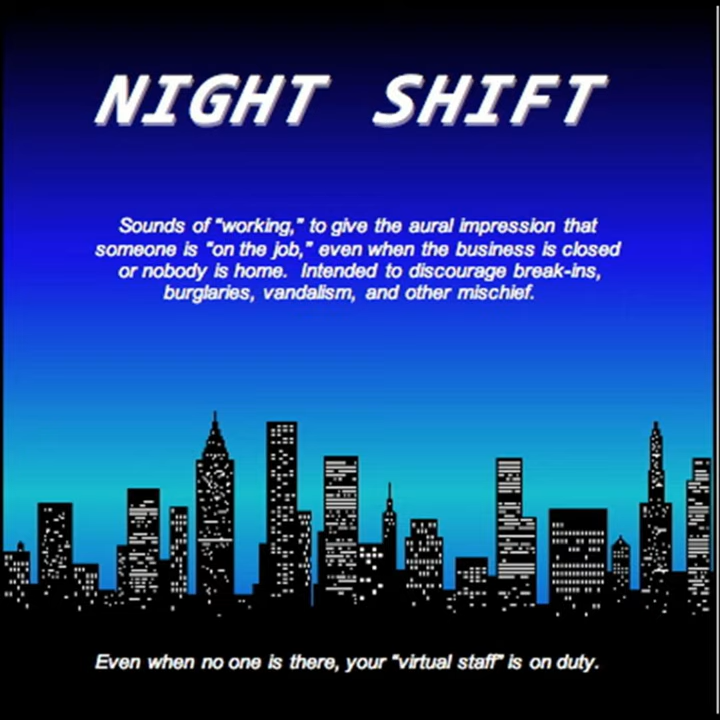 NIGHT SHIFT
Sounds of “working,” to give the aural impression that
someone is “on the job,” even when the business is closed
or nobody is home. Intended to discourage break-ins,
burglaries, vandalism, and other mischief.
Even when no one is there, your “virtual staff” is on duty.